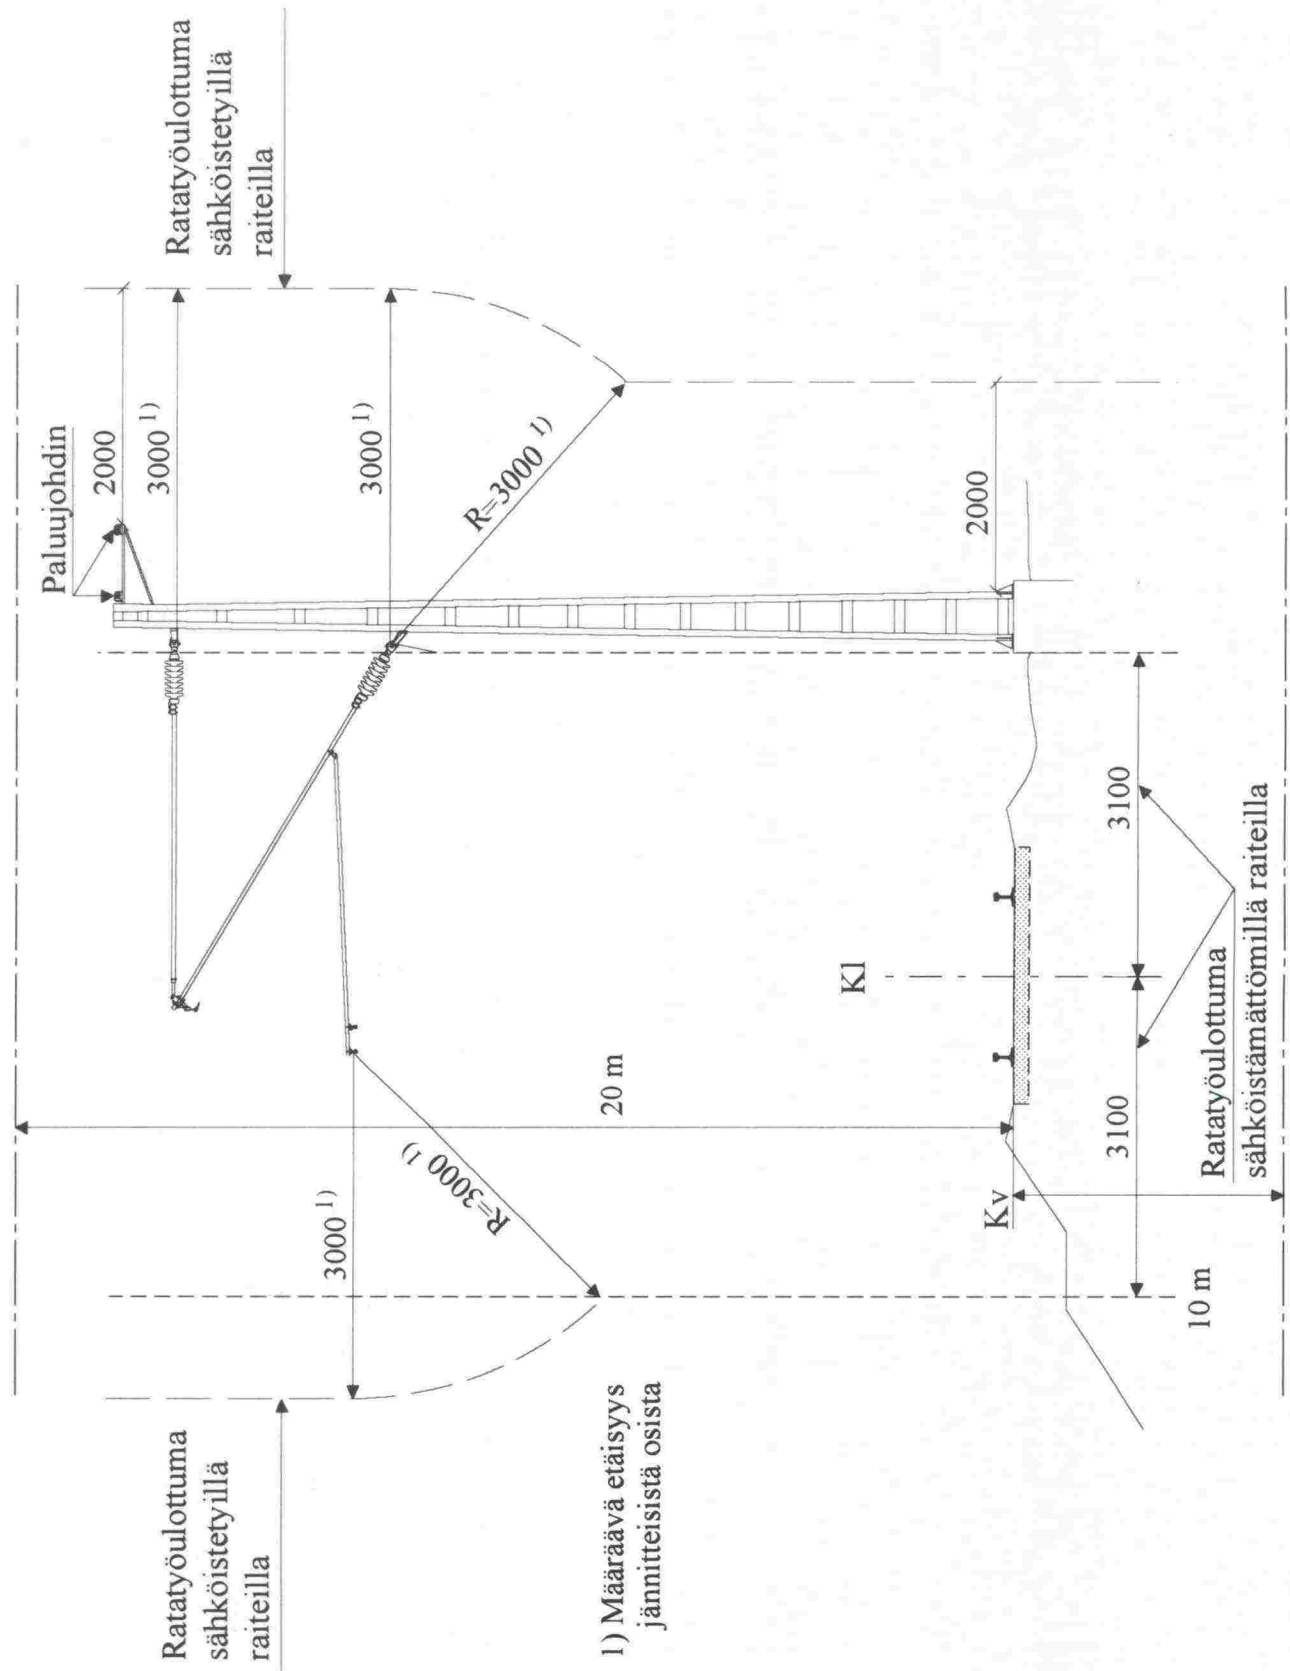 Ratatyöulottuma
sähköistetyillä
raiteilla
Paluujohdin
2000
3000 1)
3000 1)
R=3000 1)
2000
Ratatyöulottuma
sähköistetyillä
raiteilla
3000 1)
R=3000 1)
20 m
Kl
Kv
3100
3100
10 m
Ratatyöulottuma
sähköistämättömillä raiteilla
1) Määräävä etäisyys
jännitteisistä osista